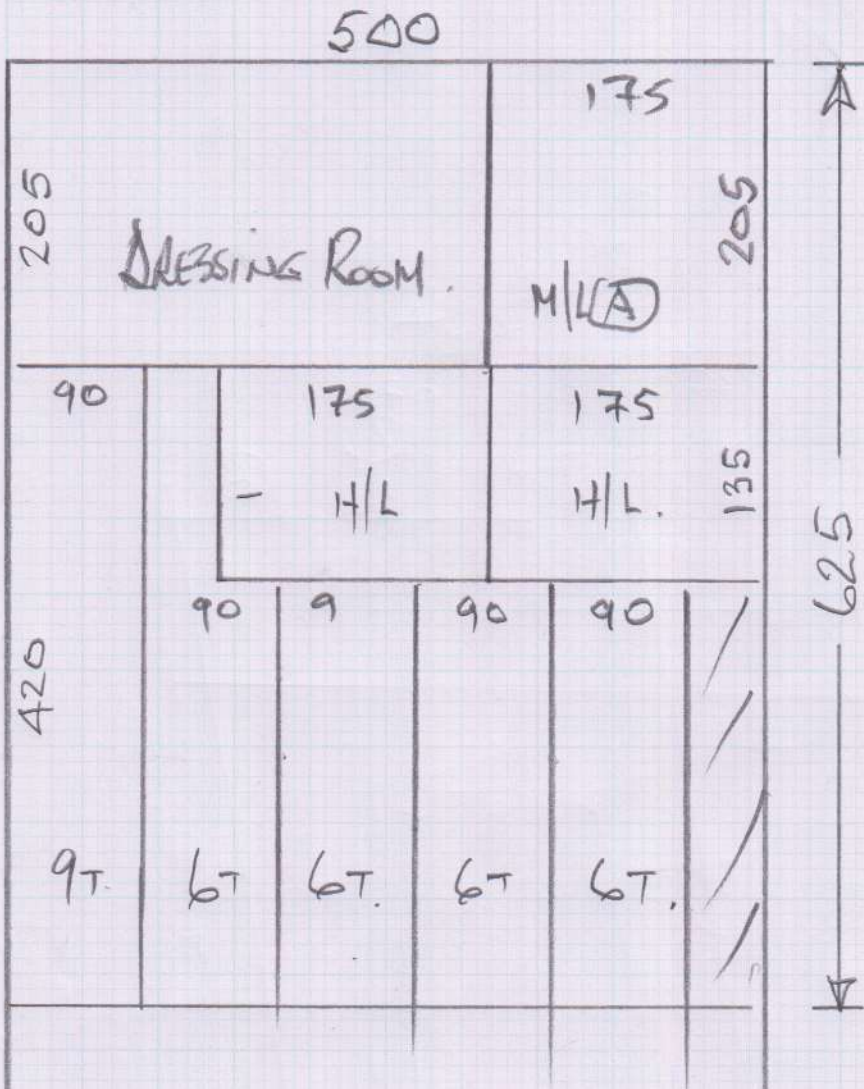 500
175
205
205
DRESSING ROOM.
M/L A
90
175
175
- H/L
H/L.
135
625
90
9
90
90
420
9T.
6T
6T.
6T
6T.